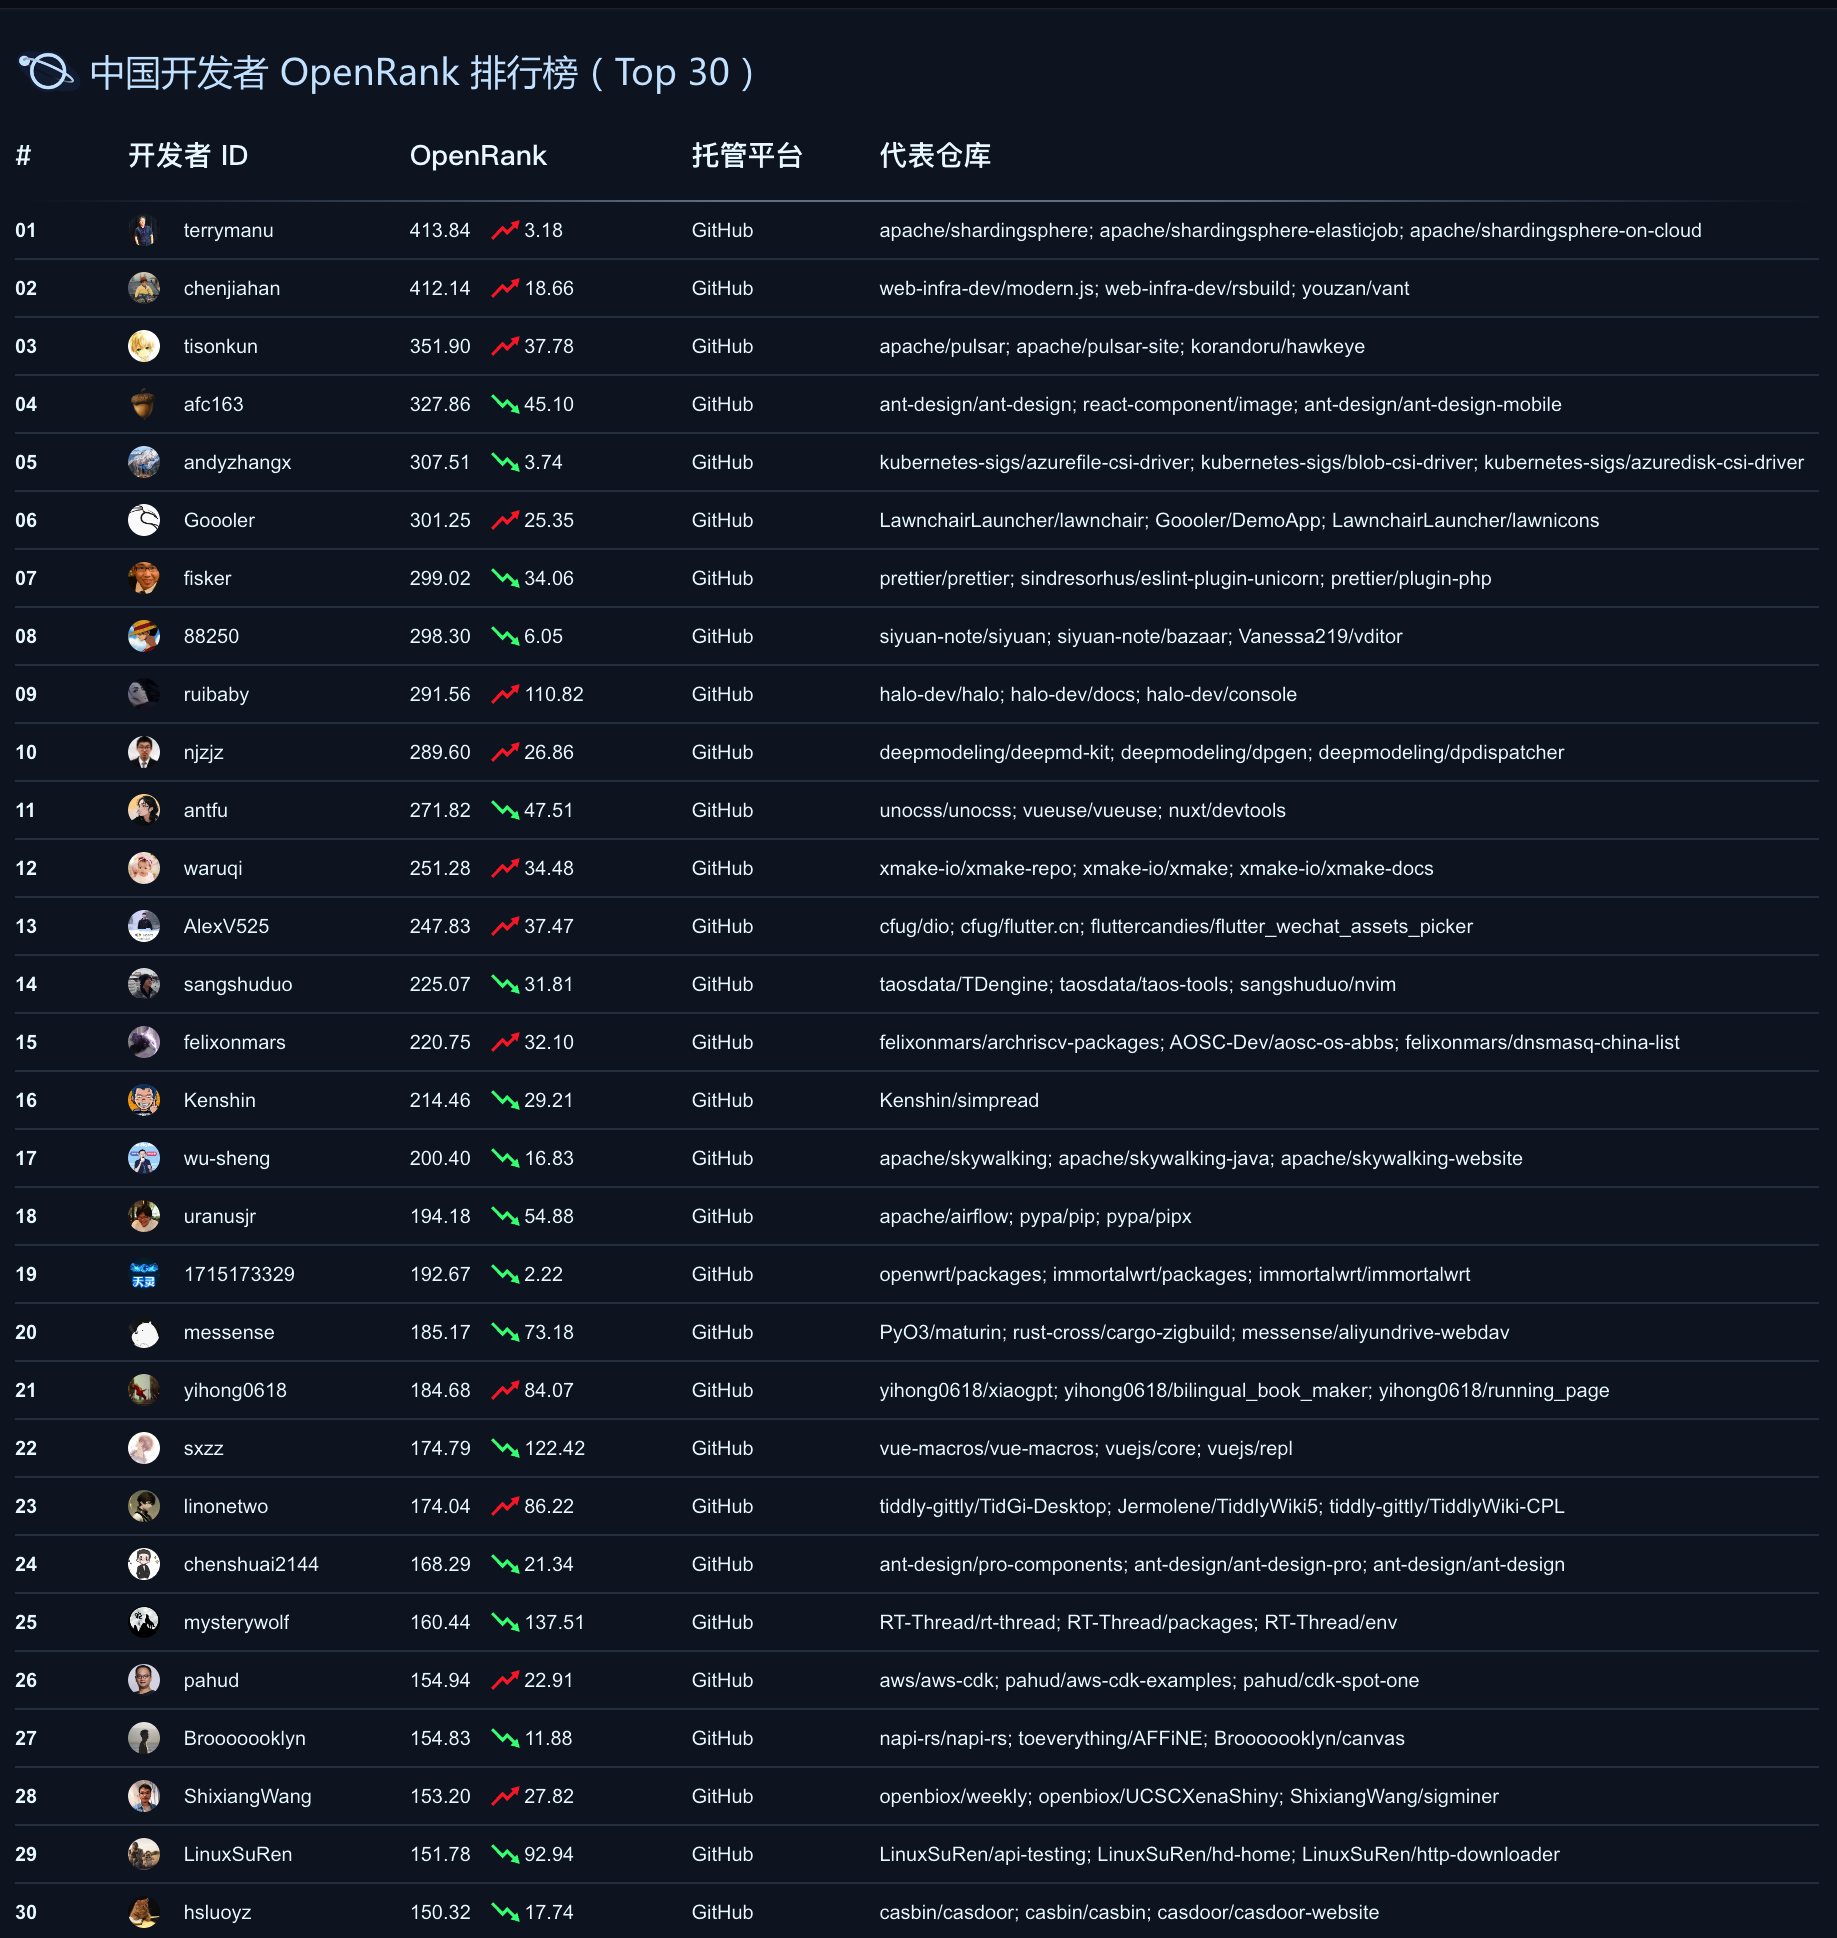 中国开发者 OpenRank 排行榜（Top 30）
# 开发者 ID OpenRank 托管平台 代表仓库
01 terrymanu 413.84 3.18 GitHub apache/shardingsphere; apache/shardingsphere-elasticjob; apache/shardingsphere-on-cloud
02 chenjiahan 412.14 18.66 GitHub web-infra-dev/modern.js; web-infra-dev/rsbuild; youzan/vant
03 tisonkun 351.90 37.78 GitHub apache/pulsar; apache/pulsar-site; korandoru/hawkeye
04 afc163 327.86 45.10 GitHub ant-design/ant-design; react-component/image; ant-design/ant-design-mobile
05 andyzhangx 307.51 3.74 GitHub kubernetes-sigs/azurefile-csi-driver; kubernetes-sigs/blob-csi-driver; kubernetes-sigs/azuredisk-csi-driver
06 Goooler 301.25 25.35 GitHub LawnchairLauncher/lawnchair; Goooler/DemoApp; LawnchairLauncher/lawnicons
07 fisker 299.02 34.06 GitHub prettier/prettier; sindresorhus/eslint-plugin-unicorn; prettier/plugin-php
08 88250 298.30 6.05 GitHub siyuan-note/siyuan; siyuan-note/bazaar; Vanessa219/vditor
09 ruibaby 291.56 110.82 GitHub halo-dev/halo; halo-dev/docs; halo-dev/console
10 njzjz 289.60 26.86 GitHub deepmodeling/deepmd-kit; deepmodeling/dpgen; deepmodeling/dpdispatcher
11 antfu 271.82 47.51 GitHub unocss/unocss; vueuse/vueuse; nuxt/devtools
12 waruqi 251.28 34.48 GitHub xmake-io/xmake-repo; xmake-io/xmake; xmake-io/xmake-docs
13 AlexV525 247.83 37.47 GitHub cfug/dio; cfug/flutter.cn; fluttercandies/flutter_wechat_assets_picker
14 sangshuduo 225.07 31.81 GitHub taosdata/TDengine; taosdata/taos-tools; sangshuduo/nvim
15 felixonmars 220.75 32.10 GitHub felixonmars/archriscv-packages; AOSC-Dev/aosc-os-abbs; felixonmars/dnsmasq-china-list
16 Kenshin 214.46 29.21 GitHub Kenshin/simpread
17 wu-sheng 200.40 16.83 GitHub apache/skywalking; apache/skywalking-java; apache/skywalking-website
18 uranusjr 194.18 54.88 GitHub apache/airflow; pypa/pip; pypa/pipx
19 天灵 1715173329 192.67 2.22 GitHub openwrt/packages; immortalwrt/packages; immortalwrt/immortalwrt
20 messense 185.17 73.18 GitHub PyO3/maturin; rust-cross/cargo-zigbuild; messense/aliyundrive-webdav
21 yihong0618 184.68 84.07 GitHub yihong0618/xiaogpt; yihong0618/bilingual_book_maker; yihong0618/running_page
22 sxzz 174.79 122.42 GitHub vue-macros/vue-macros; vuejs/core; vuejs/repl
23 linonetwo 174.04 86.22 GitHub tiddly-gittly/TidGi-Desktop; Jermolene/TiddlyWiki5; tiddly-gittly/TiddlyWiki-CPL
24 chenshuai2144 168.29 21.34 GitHub ant-design/pro-components; ant-design/ant-design-pro; ant-design/ant-design
25 mysterywolf 160.44 137.51 GitHub RT-Thread/rt-thread; RT-Thread/packages; RT-Thread/env
26 pahud 154.94 22.91 GitHub aws/aws-cdk; pahud/aws-cdk-examples; pahud/cdk-spot-one
27 Brooooooklyn 154.83 11.88 GitHub napi-rs/napi-rs; toeverything/AFFiNE; Brooooooklyn/canvas
28 ShixiangWang 153.20 27.82 GitHub openbiox/weekly; openbiox/UCSCXenaShiny; ShixiangWang/sigminer
29 LinuxSuRen 151.78 92.94 GitHub LinuxSuRen/api-testing; LinuxSuRen/hd-home; LinuxSuRen/http-downloader
30 hsluoyz 150.32 17.74 GitHub casbin/casdoor; casbin/casbin; casdoor/casdoor-website